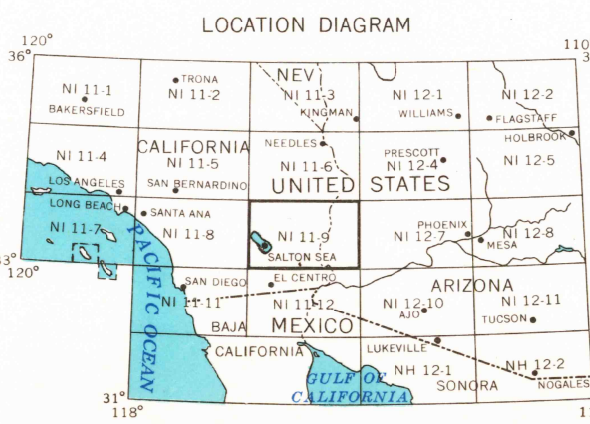 LOCATION DIAGRAM
120°
36°
110
3
TRONA
NEV
NI 11-1
NI 11-2
NI 11-3
NI 12-1
NI 12-2
BAKERSFIELD
KINGMAN
WILLIAMS
FLAGSTAFF
HOLBROOK
NEEDLES
CALIFORNIA
PRESCOTT
NI 11-4
NI 11-5
NI 11-6
NI 12-4
NI 12-5
LOS ANGELES
SAN BERNARDINO
UNITED STATES
LONG BEACH
SANTA ANA
PHOENIX
NI 11-7
NI 11-8
NI 11-9
NI 12-7
NI 12-8
MESA
SALTON SEA
33°
120°
PACIFIC OCEAN
SAN DIEGO
EL CENTRO
ARIZONA
NI 11-11
NI 11-12
NI 12-10
NI 12-11
AJO
TUCSON
BAJA
MEXICO
CALIFORNIA
LUKEVILLE
NH 12-1
NH 12-2
GULF OF
CALIFORNIA
SONORA
NOGALES
31°
118°
1